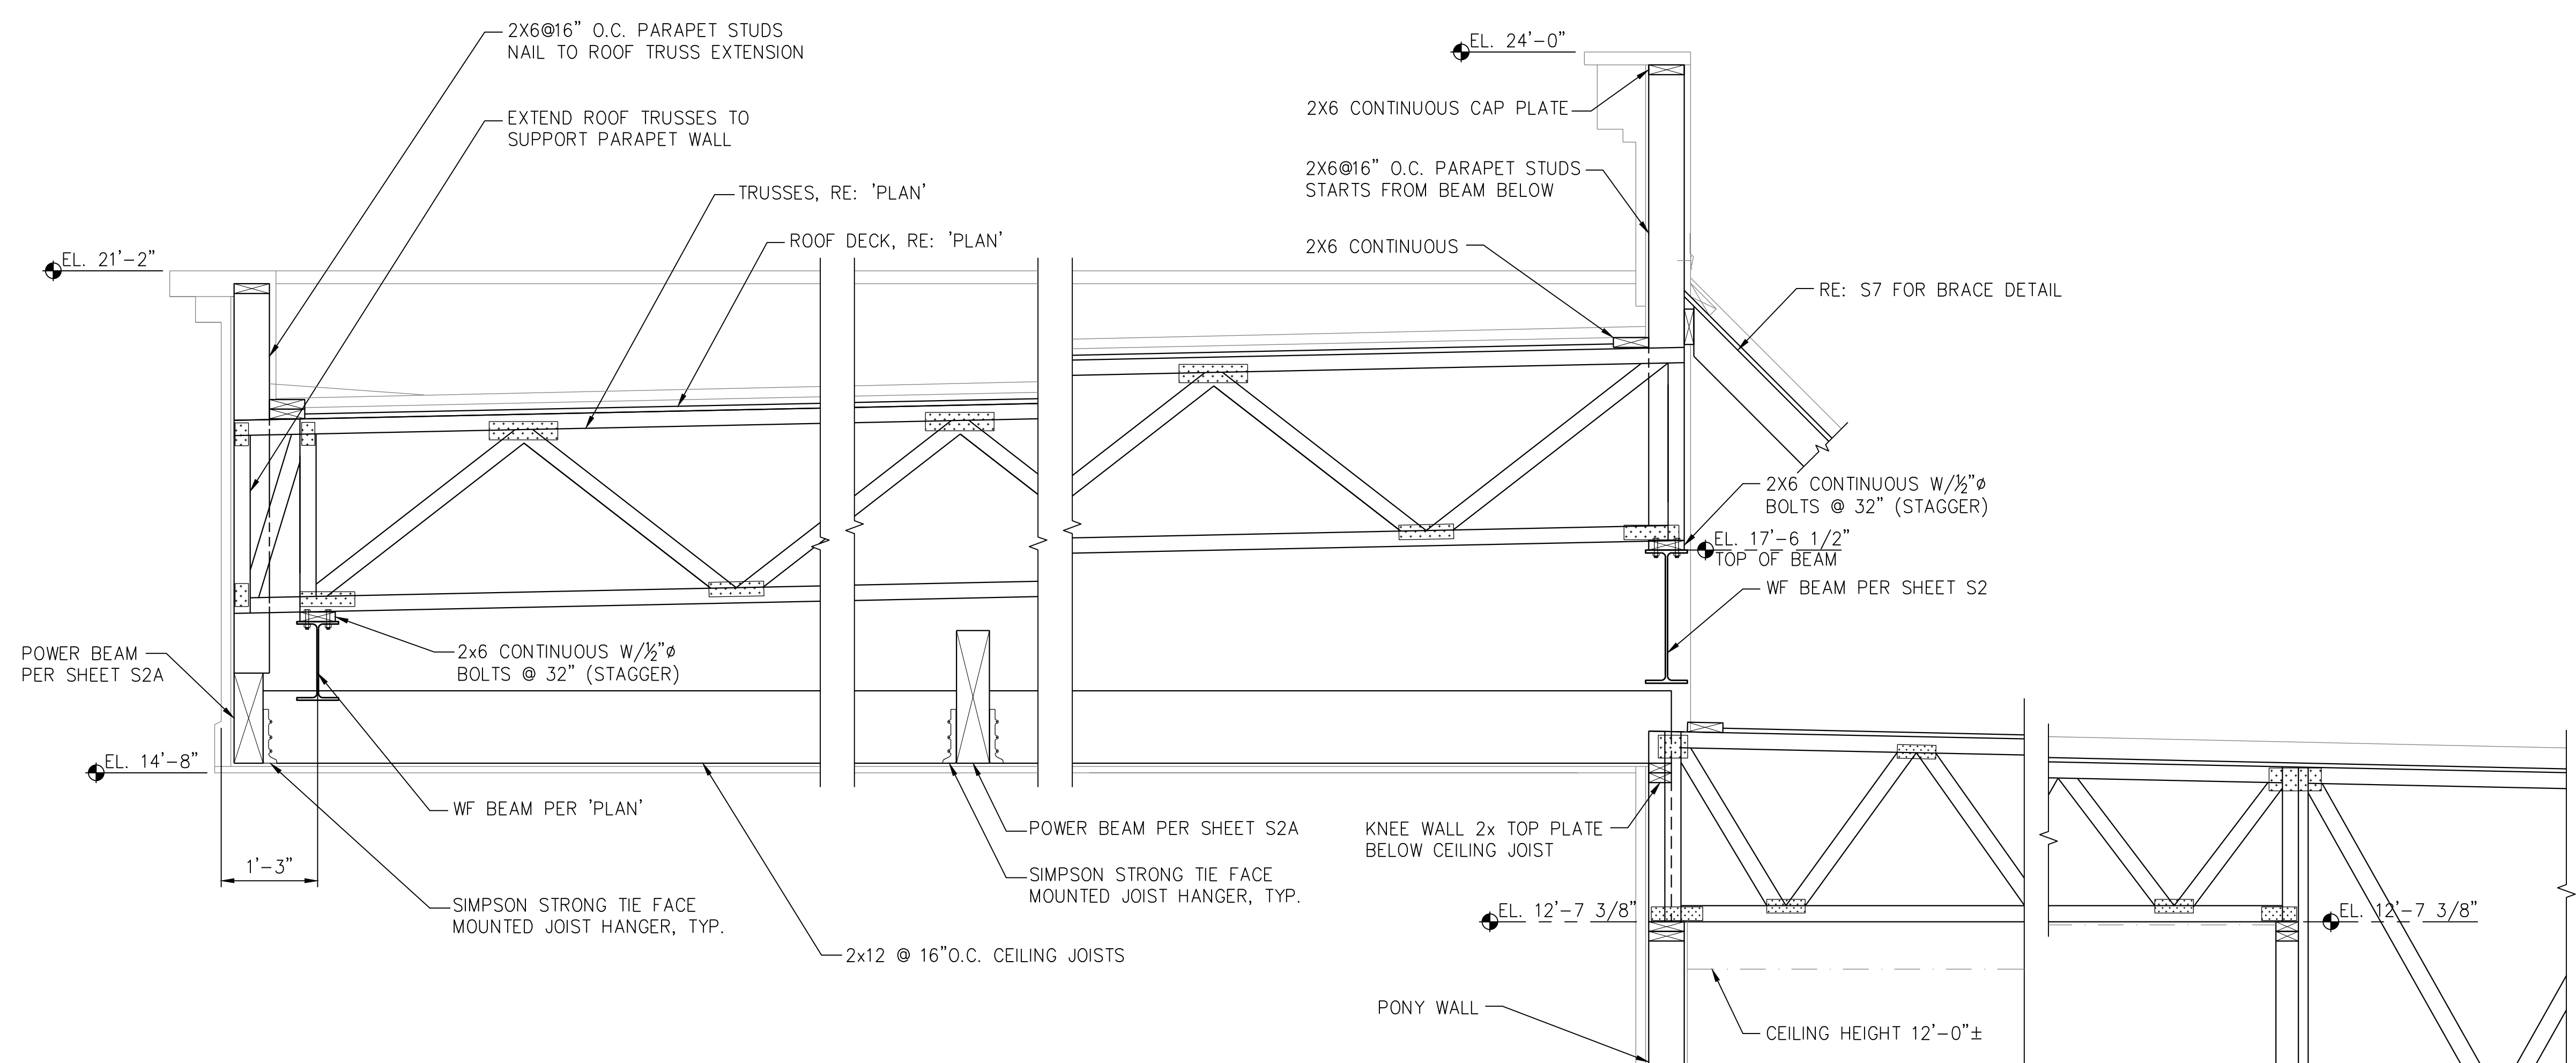 2X6@16" O.C. PARAPET STUDS
NAIL TO ROOF TRUSS EXTENSION
EXTEND ROOF TRUSSES TO
SUPPORT PARAPET WALL
TRUSSES, RE: 'PLAN'
ROOF DECK, RE: 'PLAN'
EL. 21'-2"
EL. 24'-0"
2X6 CONTINUOUS CAP PLATE
2X6@16" O.C. PARAPET STUDS
STARTS FROM BEAM BELOW
2X6 CONTINUOUS
RE: S7 FOR BRACE DETAIL
2X6 CONTINUOUS W/½"ø
BOLTS @ 32" (STAGGER)
EL. 17'-6 1/2"
TOP OF BEAM
WF BEAM PER SHEET S2
POWER BEAM
PER SHEET S2A
2x6 CONTINUOUS W/½"ø
BOLTS @ 32" (STAGGER)
EL. 14'-8"
WF BEAM PER 'PLAN'
1'-3"
SIMPSON STRONG TIE FACE
MOUNTED JOIST HANGER, TYP.
2x12 @ 16"O.C. CEILING JOISTS
POWER BEAM PER SHEET S2A
SIMPSON STRONG TIE FACE
MOUNTED JOIST HANGER, TYP.
KNEE WALL 2x TOP PLATE
BELOW CEILING JOIST
EL. 12'-7 3/8"
EL. 12'-7 3/8"
PONY WALL
CEILING HEIGHT 12'-0"±